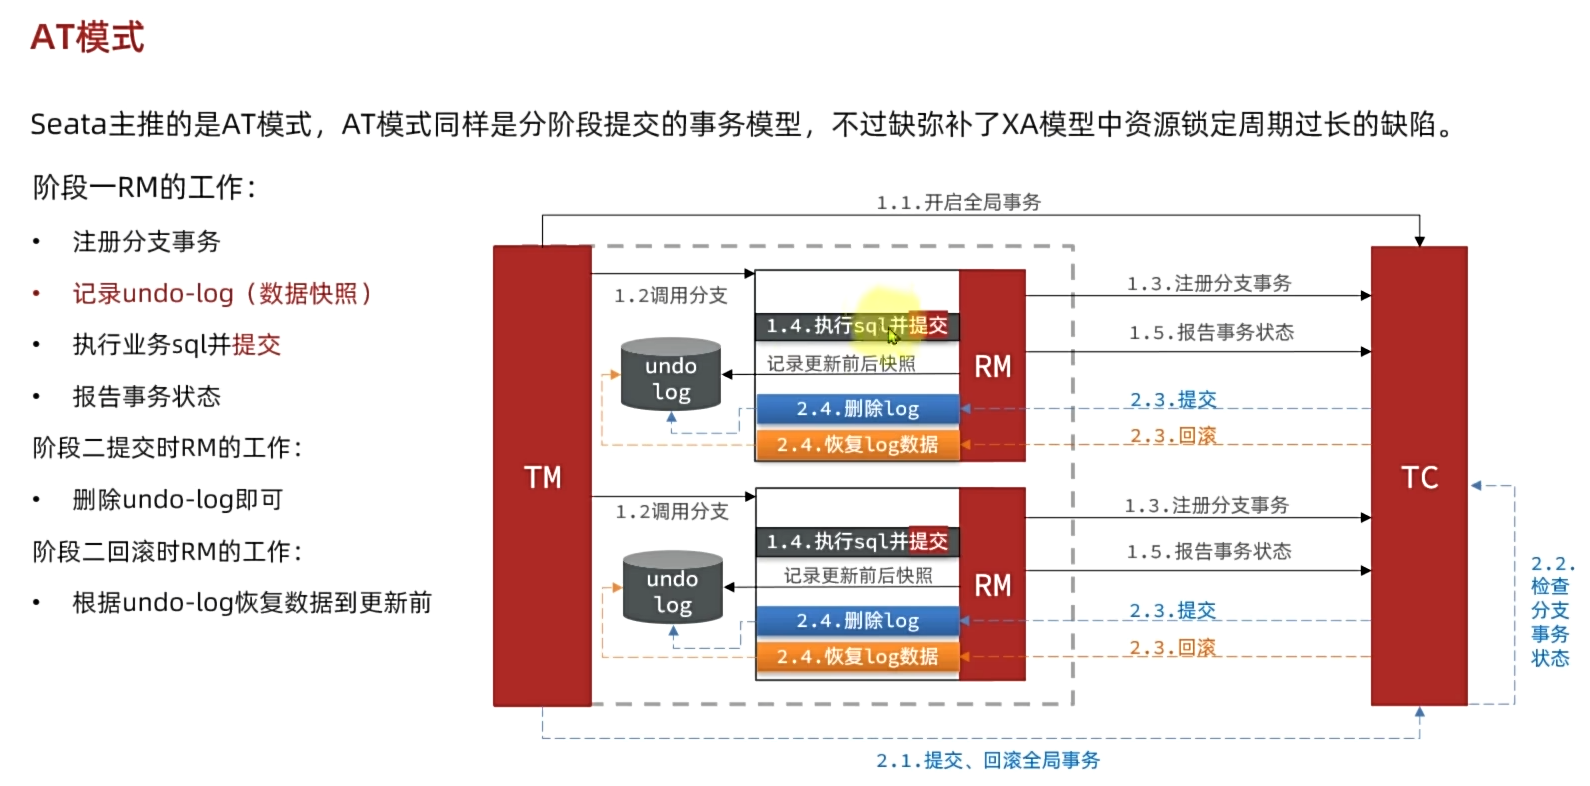 AT模式
Seata主推的是AT模式，AT模式同样是分阶段提交的事务模型，不过缺弥补了XA模型中资源锁定周期过长的缺陷。
阶段一RM的工作：
• 注册分支事务
• 记录undo-log（数据快照）
• 执行业务sql并提交
• 报告事务状态
阶段二提交时RM的工作：
• 删除undo-log即可
阶段二回滚时RM的工作：
• 根据undo-log恢复数据到更新前
1.1.开启全局事务
TM
1.2调用分支
1.4.执行sql并提交
记录更新前后快照
undo
log
2.4.删除log
2.4.恢复log数据
RM
1.3.注册分支事务
1.5.报告事务状态
2.3.提交
2.3.回滚
1.2调用分支
1.4.执行sql并提交
记录更新前后快照
undo
log
2.4.删除log
2.4.恢复log数据
RM
1.3.注册分支事务
1.5.报告事务状态
2.3.提交
2.3.回滚
TC
2.2.
检查
分支
事务
状态
2.1.提交、回滚全局事务